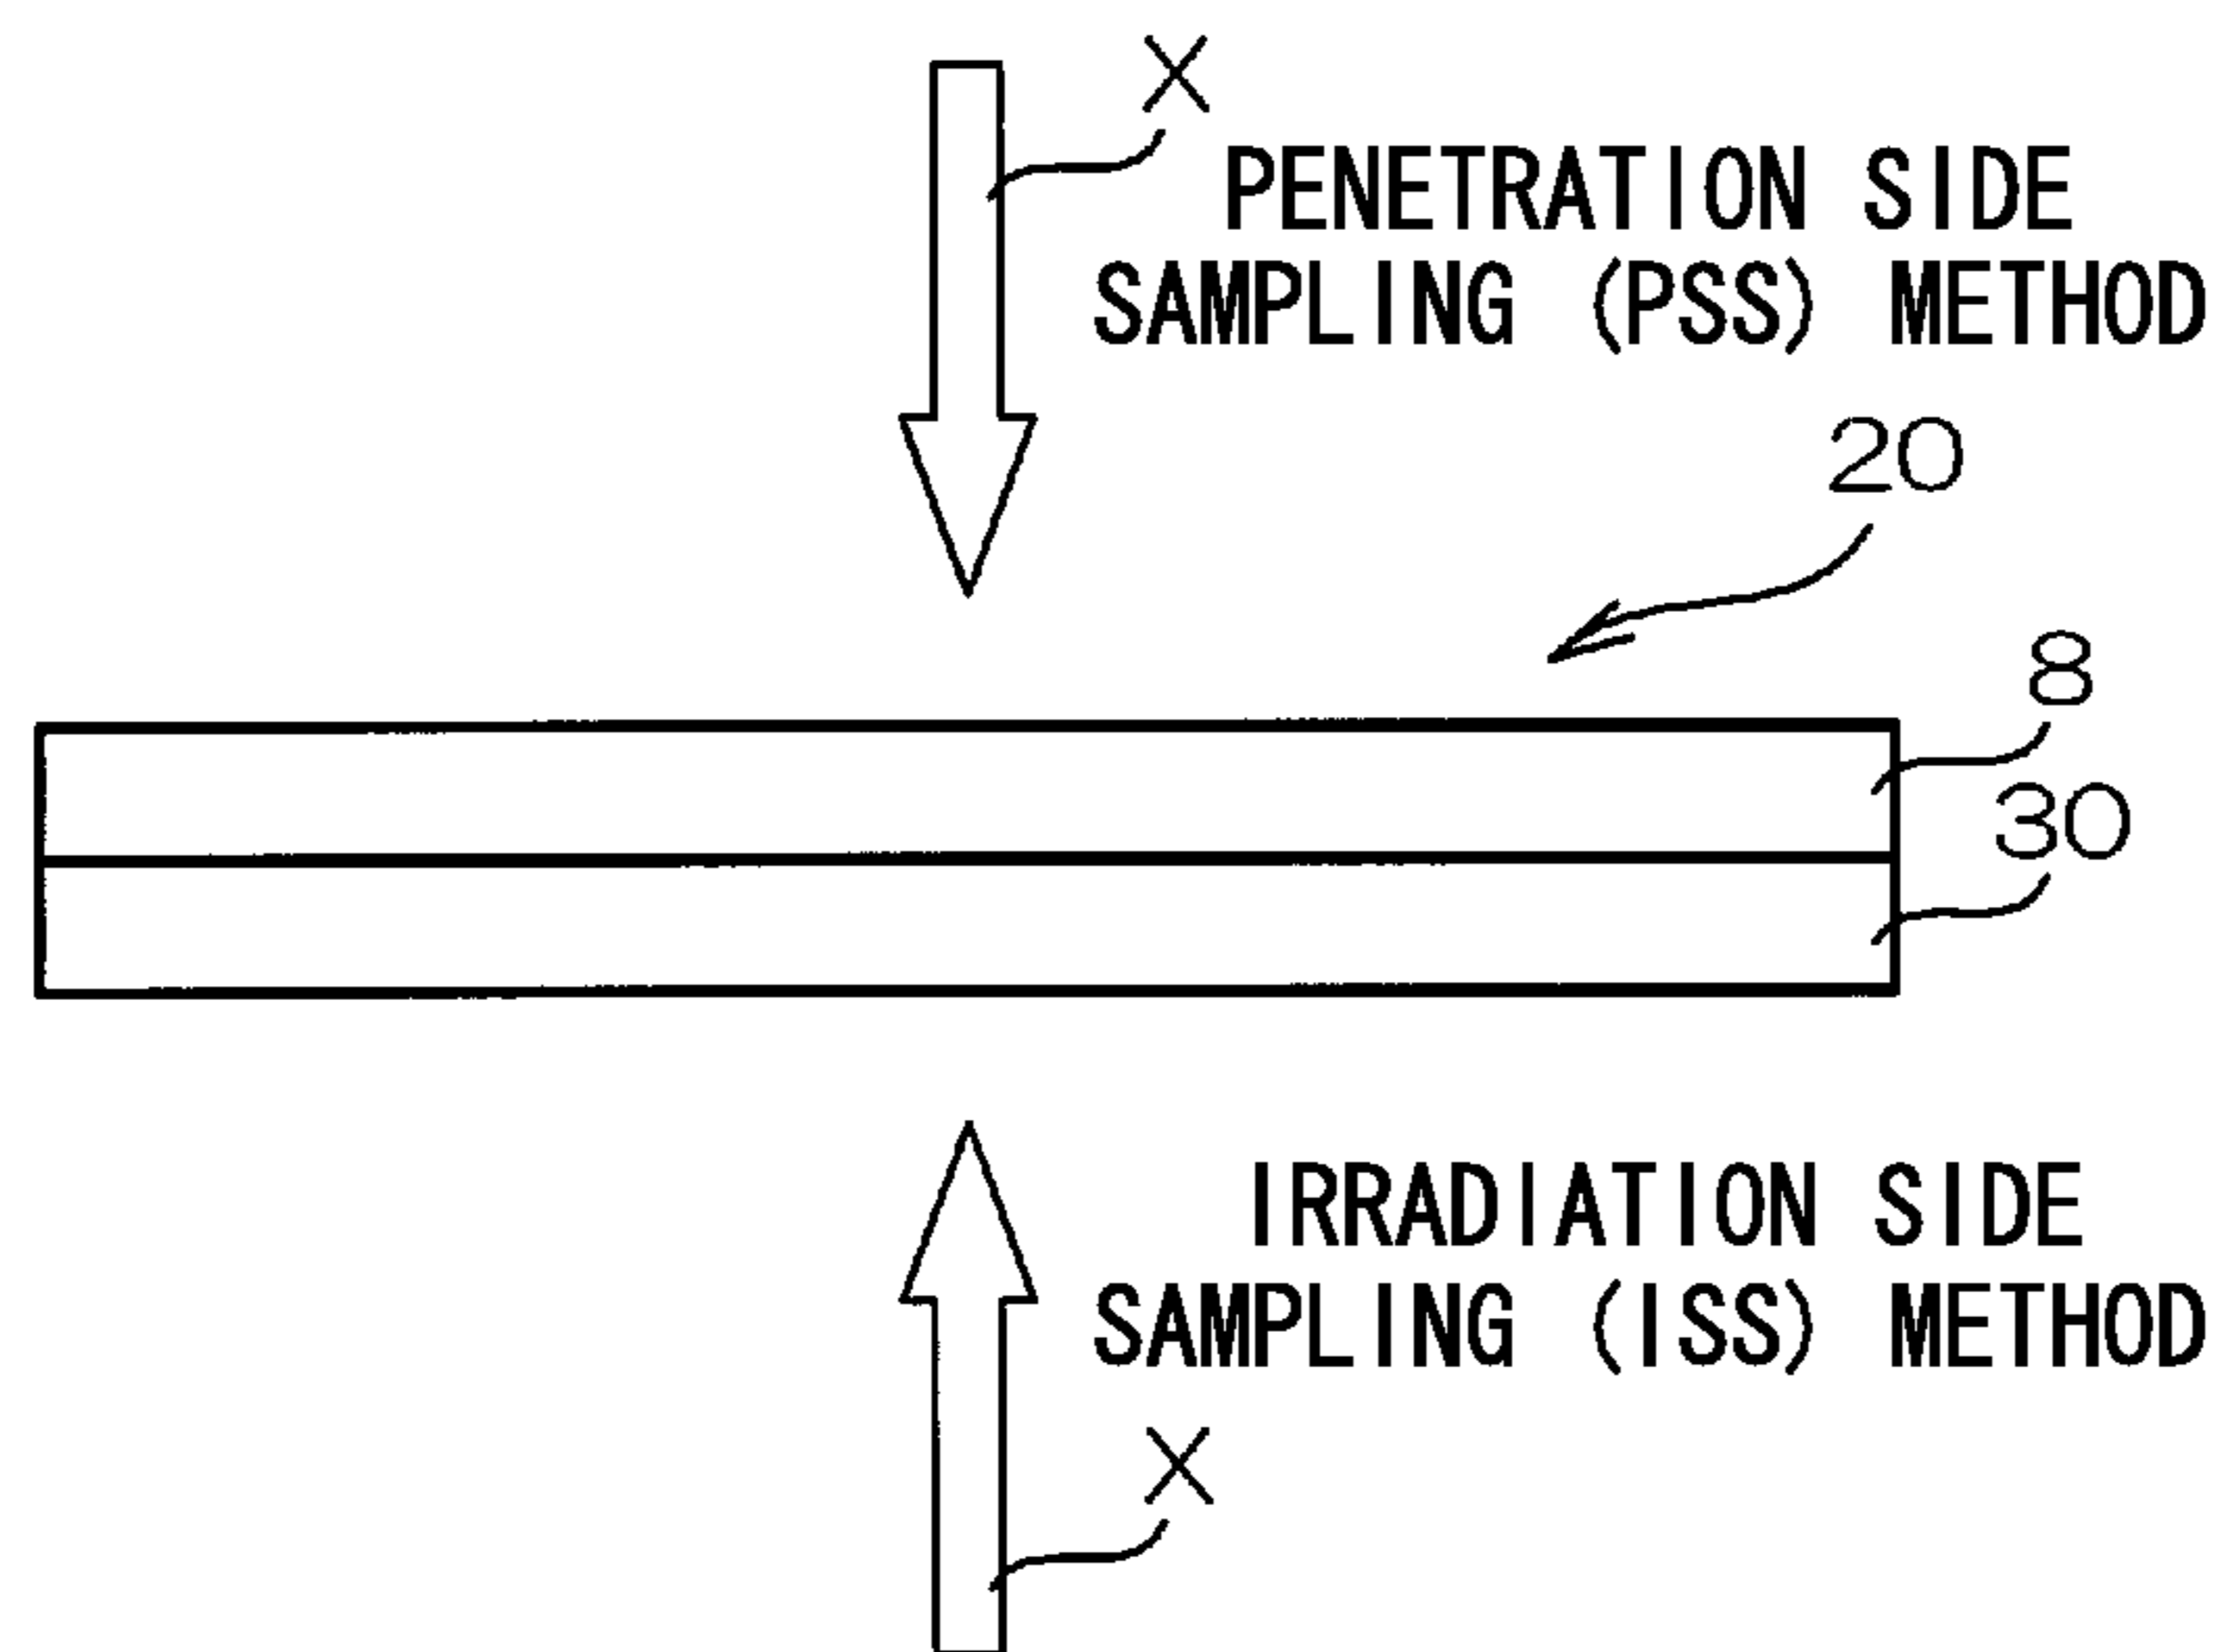 X
PENETRATION SIDE
SAMPLING (PSS) METHOD
20
8
30
IRRADIATION SIDE
SAMPLING (ISS) METHOD
X